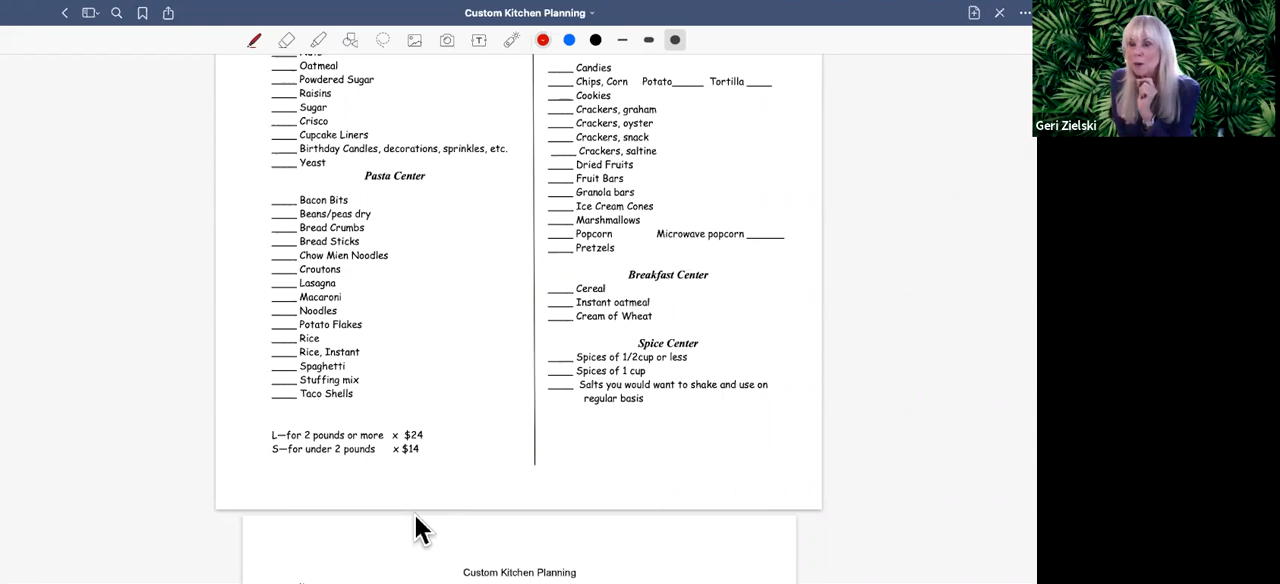 Custom Kitchen Planning
Oatmeal
Powdered Sugar
Raisins
Sugar
Crisco
Cupcake Liners
Birthday Candles, decorations, sprinkles, etc.
Yeast
Pasta Center
Bacon Bits
Beans/peas dry
Bread Crumbs
Bread Sticks
Chow Mien Noodles
Croutons
Lasagna
Macaroni
Noodles
Potato Flakes
Rice
Rice, Instant
Spaghetti
Stuffing mix
Taco Shells
L—for 2 pounds or more x $24
S—for under 2 pounds x $14
Candies
Chips, Corn Potato_____ Tortilla ____
Cookies
Crackers, graham
Crackers, oyster
Crackers, snack
Crackers, saltine
Dried Fruits
Fruit Bars
Granola bars
Ice Cream Cones
Marshmallows
Popcorn Microwave popcorn ______
Pretzels
Breakfast Center
Cereal
Instant oatmeal
Cream of Wheat
Spice Center
Spices of 1/2cup or less
Spices of 1 cup
Salts you would want to shake and use on
regular basis
Custom Kitchen Planning
Geri Zielski